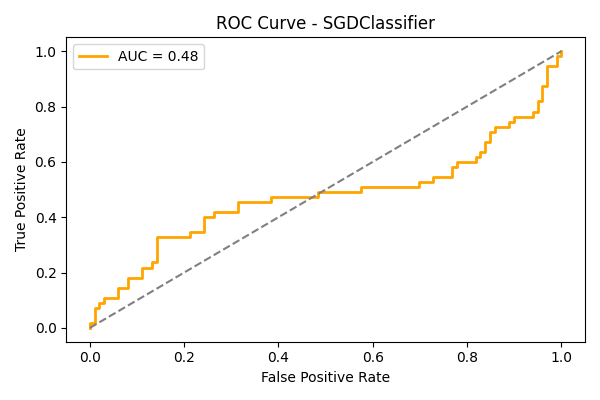 ROC Curve - SGDClassifier
AUC = 0.48
True Positive Rate
1.0
0.8
0.6
0.4
0.2
0.0
0.0 0.2 0.4 0.6 0.8 1.0
False Positive Rate